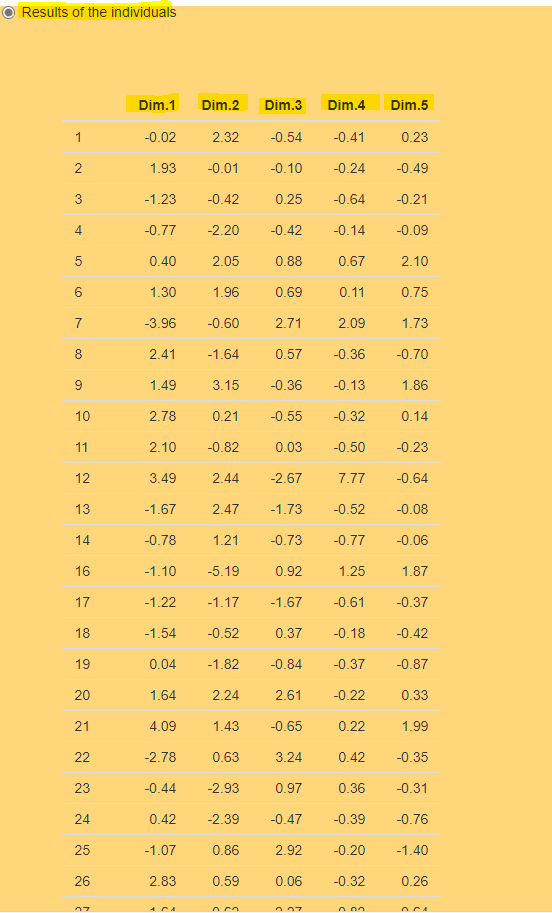 Results of the individuals
Dim.1 Dim.2 Dim.3 Dim.4 Dim.5
1 -0.02 2.32 -0.54 -0.41 0.23
2 1.93 -0.01 -0.10 -0.24 -0.49
3 -1.23 -0.42 0.25 -0.64 -0.21
4 -0.77 -2.20 -0.42 -0.14 -0.09
5 0.40 2.05 0.88 0.67 2.10
6 1.30 1.96 0.69 0.11 0.75
7 -3.96 -0.60 2.71 2.09 1.73
8 2.41 -1.64 0.57 -0.36 -0.70
9 1.49 3.15 -0.36 -0.13 1.86
10 2.78 0.21 -0.55 -0.32 0.14
11 2.10 -0.82 0.03 -0.50 -0.23
12 3.49 2.44 -2.67 7.77 -0.64
13 -1.67 2.47 -1.73 -0.52 -0.08
14 -0.78 1.21 -0.73 -0.77 -0.06
16 -1.10 -5.19 0.92 1.25 1.87
17 -1.22 -1.17 -1.67 -0.61 -0.37
18 -1.54 -0.52 0.37 -0.18 -0.42
19 0.04 -1.82 -0.84 -0.37 -0.87
20 1.64 2.24 2.61 -0.22 0.33
21 4.09 1.43 -0.65 0.22 1.99
22 -2.78 0.63 3.24 0.42 -0.35
23 -0.44 -2.93 0.97 0.36 -0.31
24 0.42 -2.39 -0.47 -0.39 -0.76
25 -1.07 0.86 2.92 -0.20 -1.40
26 2.83 0.59 0.06 -0.32 0.26